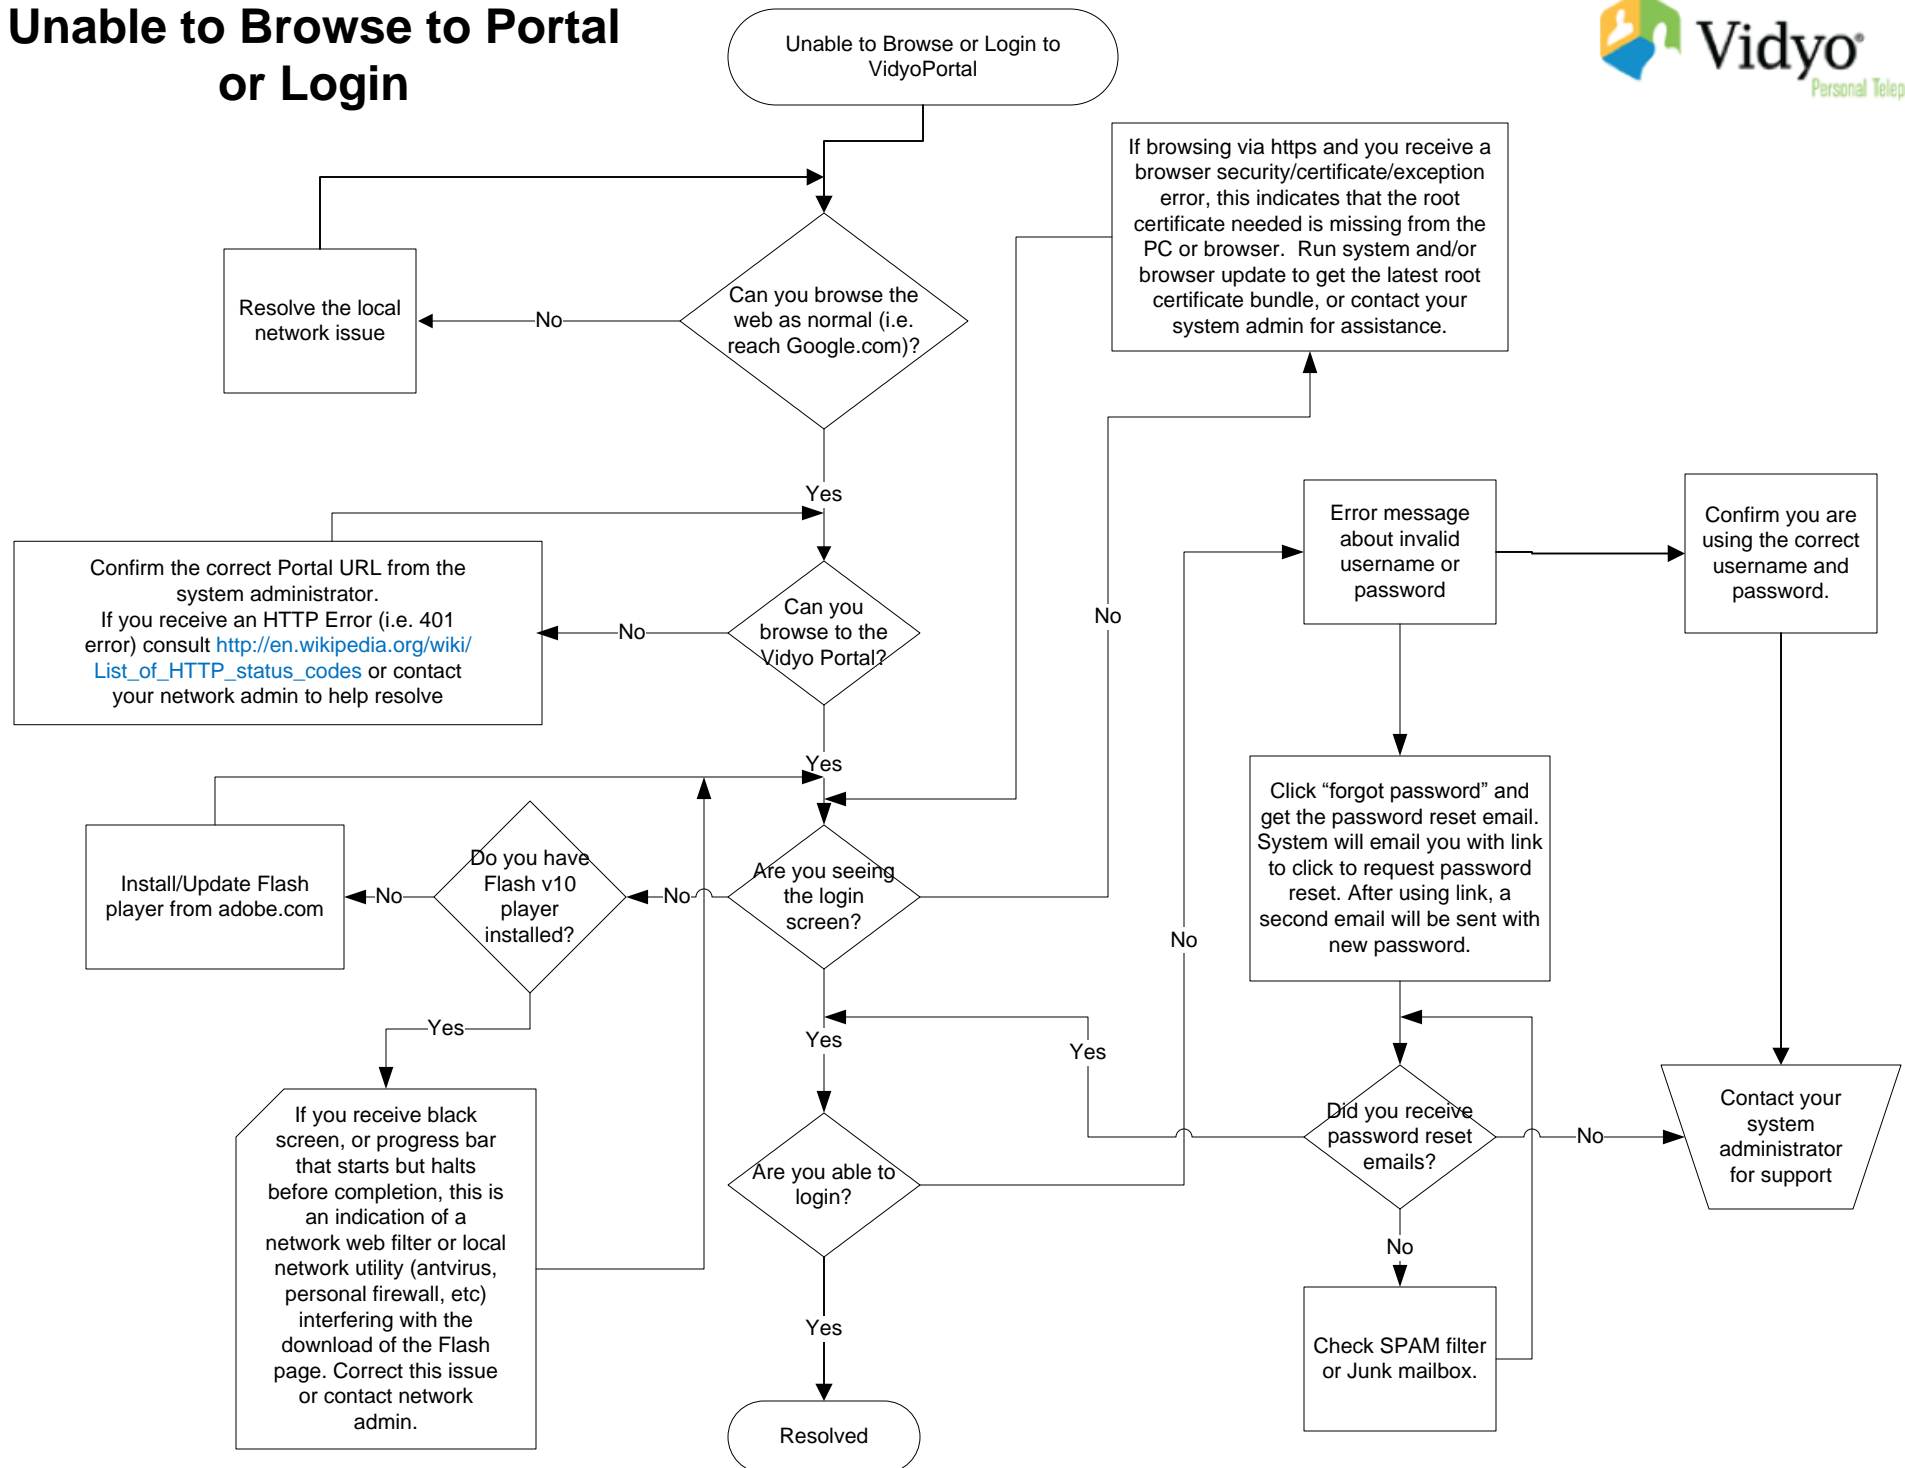 Unable to Browse to Portal
or Login
Unable to Browse or Login to
VidyoPortal
Vidyo
Personal Telep
If browsing via https and you receive a
browser security/certificate/exception
error, this indicates that the root
certificate needed is missing from the
PC or browser.  Run system and/or
browser update to get the latest root
certificate bundle, or contact your
system admin for assistance.
Resolve the local
network issue
No
Can you browse the
web as normal (i.e.
reach Google.com)?
Yes
Confirm the correct Portal URL from the
system administrator.
If you receive an HTTP Error (i.e. 401
error) consult http://en.wikipedia.org/wiki/
List_of_HTTP_status_codes or contact
your network admin to help resolve
No
Can you
browse to the
Vidyo Portal?
No
Error message
about invalid
username or
password
Confirm you are
using the correct
username and
password.
Yes
Install/Update Flash
player from adobe.com
No
Do you have
Flash v10
player
installed?
No
Are you seeing
the login
screen?
No
Click “forgot password” and
get the password reset email.
System will email you with link
to click to request password
reset. After using link, a
second email will be sent with
new password.
Yes
Yes
Yes
If you receive black
screen, or progress bar
that starts but halts
before completion, this is
an indication of a
network web filter or local
network utility (antvirus,
personal firewall, etc)
interfering with the
download of the Flash
page. Correct this issue
or contact network
admin.
Are you able to
login?
Did you receive
password reset
emails?
No
Contact your
system
administrator
for support
No
Yes
Check SPAM filter
or Junk mailbox.
Resolved